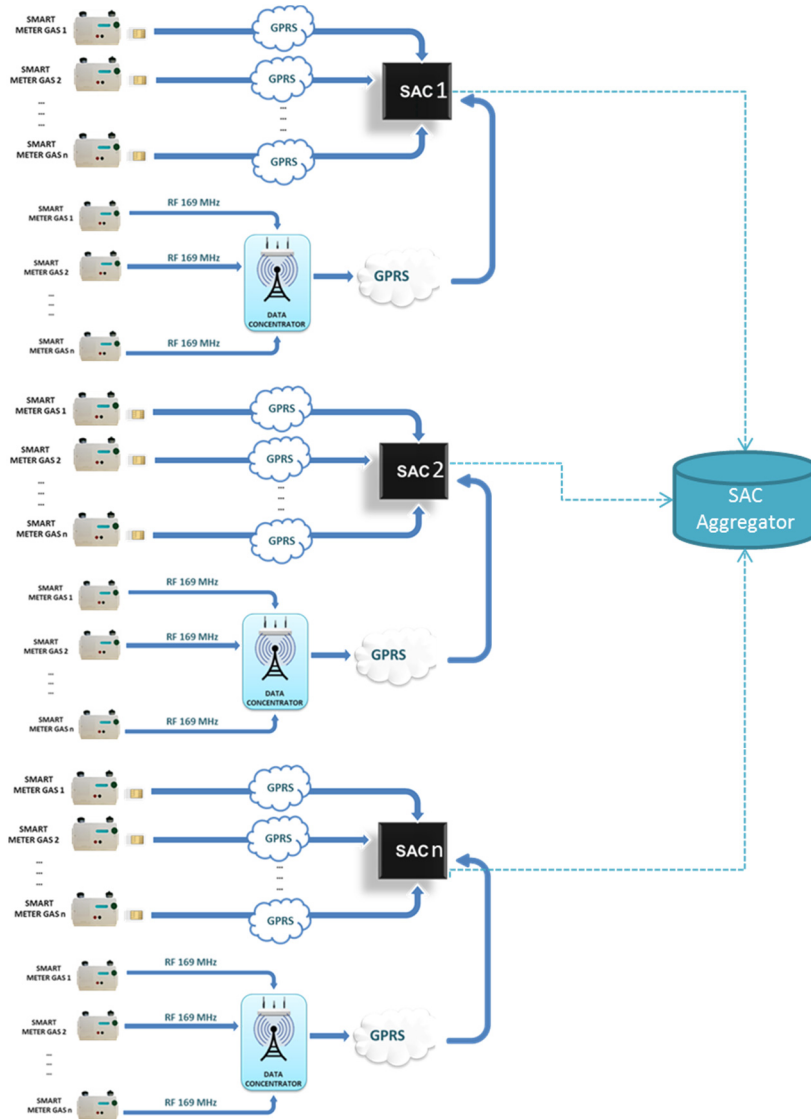 SMART
METER GAS 1
GPRS
SMART
METER GAS 2
GPRS
SAC 1
...
...
...
...
...
SMART
METER GAS n
GPRS
SMART
METER GAS 1
RF 169 MHz
SMART
METER GAS 2
RF 169 MHz
GPRS
...
...
...
DATA
CONCENTRATOR
SMART
METER GAS n
RF 169 MHz
SMART
METER GAS 1
GPRS
SMART
METER GAS 2
GPRS
SAC 2
...
...
...
...
...
SMART
METER GAS n
GPRS
SAC
Aggregator
SMART
METER GAS 1
RF 169 MHz
SMART
METER GAS 2
RF 169 MHz
GPRS
...
...
...
DATA
CONCENTRATOR
SMART
METER GAS n
RF 169 MHz
SMART
METER GAS 1
GPRS
SMART
METER GAS 2
GPRS
SAC n
...
...
...
...
...
SMART
METER GAS n
GPRS
SMART
METER GAS 1
RF 169 MHz
SMART
METER GAS 2
RF 169 MHz
GPRS
...
...
...
DATA
CONCENTRATOR
SMART
METER GAS n
RF 169 MHz